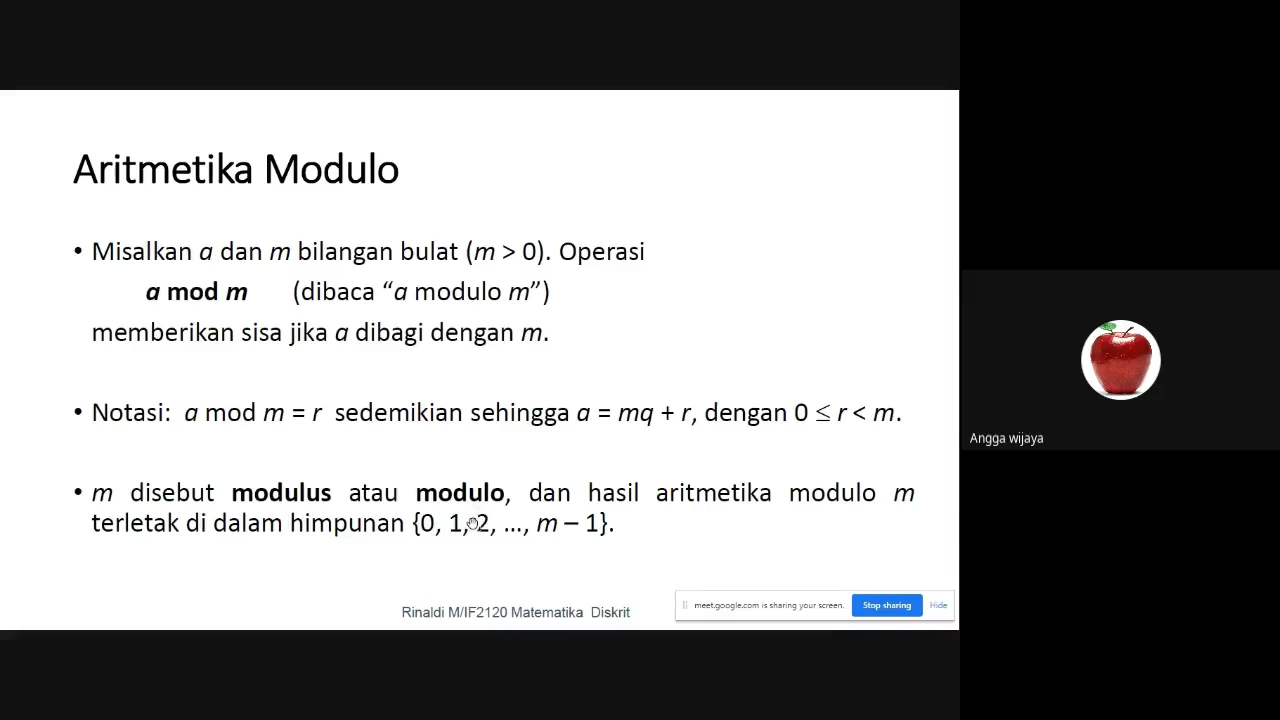 Aritmetika Modulo
• Misalkan a dan m bilangan bulat (m > 0). Operasi
a mod m (dibaca “a modulo m”)
memberikan sisa jika a dibagi dengan m.
• Notasi: a mod m = r sedemikian sehingga a = mq + r, dengan 0 ≤ r < m.
• m disebut modulus atau modulo, dan hasil aritmetika modulo m
terletak di dalam himpunan {0, 1, 2, …, m – 1}.
Rinaldi M/IF2120 Matematika Diskrit
meet.google.com is sharing your screen.
Stop sharing
Hide
Angga wijaya